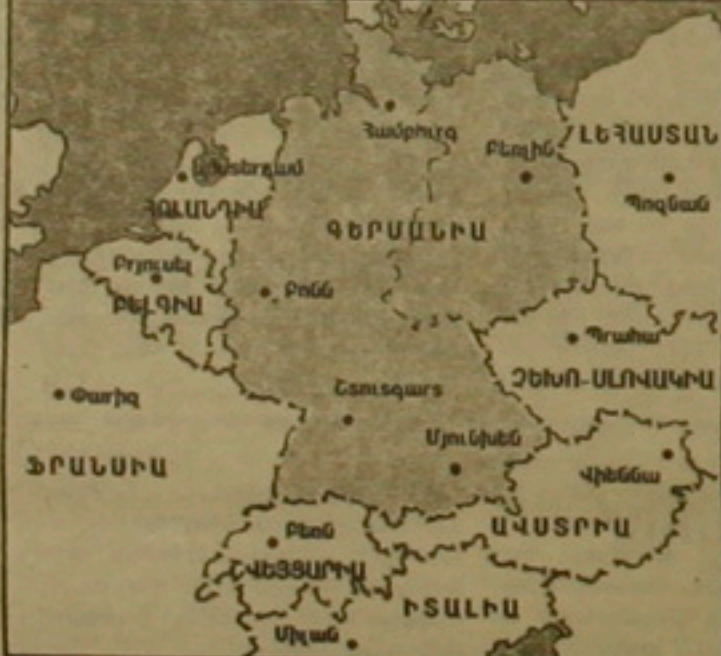 Համբուրգ
Բեռլին
ԼԵՀԱՍՏԱՆ
Ամստերդամ
Պոզնան
ՀՈԼԱՆԴԻԱ
ԳԵՐՄԱՆԻԱ
Բրյուսել
Բոնն
ԲԵԼԳԻԱ
Պրահա
ՉԵԽՈ-ՍԼՈՎԱԿԻԱ
Փարիզ
Շտուտգարտ
Մյունխեն
ՖՐԱՆՍԻԱ
Վիեննա
Բեռն
ԱՎՍՏՐԻԱ
ՇՎԵՅՑԱՐԻԱ
ԻՏԱԼԻԱ
Միլան